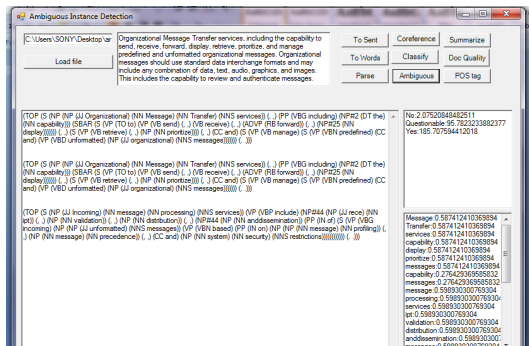 Ambiguous Instance Detection
C:\Users\SONY\Desktop\ar
Load file
Organizational Message Transfer services, including the capability to
send, receive, forward, display, retrieve, prioritize, and manage
predefined and unformatted organizational messages. Organizational
messages should use standard data interchange formats and may
include any combination of data, text, audio, graphics, and images.
This includes the capability to review and authenticate messages.
To Sent
Coreference
Summarize
To Words
Classify
Doc Quality
Parse
Ambiguous
POS tag
(TOP (S (NP (NP (JJ Organizational) (NN Message) (NN Transfer) (NNS services)) (,.) (PP (VBG including) (NP#2 (DT the)
(NN capability))) (SBAR (S (VP (TO to) (VP (VB send) (,.) (VB receive) (,.) (ADVP (RB forward)) (,.) (NP#25 (NN
display))))))) (,.) (S (VP (VB retrieve) (,.) (NP (NN prioritize)))) (,.) (CC and) (S (VP (VB manage) (S (VP (VBN predefined) (CC
and) (VP (VBD unformatted) (NP (JJ organizational) (NNS messages)))))) (. .)))
(TOP (S (NP (NP (JJ Organizational) (NN Message) (NN Transfer) (NNS services)) (,.) (PP (VBG including) (NP#2 (DT the)
(NN capability))) (SBAR (S (VP (TO to) (VP (VB send) (,.) (VB receive) (,.) (ADVP (RB forward)) (,.) (NP#25 (NN
display))))))) (,.) (S (VP (VB retrieve) (,.) (NP (NN prioritize)))) (,.) (CC and) (S (VP (VB manage) (S (VP (VBN predefined) (CC
and) (VP (VBD unformatted) (NP (JJ organizational) (NNS messages)))))) (. .)))
(TOP (S (NP (JJ Incoming) (NN message) (NN processing) (NNS services)) (VP (VBP include) (NP#44 (NP (JJ rece) (NN
ipt)) (, .) (NP (NN validation)) (, .) (NP (NN distribution)) (, .) (NP#44 (NP (NN anddissemination)) (PP (IN of) (S (VP (VBG
incoming) (NP (NP (JJ unformatted) (NNS messages)) (VP (VBN based) (PP (IN on) (NP (NP (NN message) (NN profiling)) (,
.) (NP (NN message) (NN precedence)) (, .) (CC and) (NP (NN system) (NN security) (NNS restrictions))))))))))) (. .)))
No:2.07520848482511
Questionable:95.7823233882377
Yes:185.707594412018
Message:0.587412410369894
Transfer:0.587412410369894
services:0.587412410369894
capability:0.587412410369894
display:0.587412410369894
prioritize:0.587412410369894
messages:0.587412410369894
capability:0.276429369585832
messages:0.276429369585832
processing:0.598930300769304
services:0.598930300769304
ipt:0.598930300769304
validation:0.598930300769304
distribution:0.598930300769304
anddissemination:0.59893007